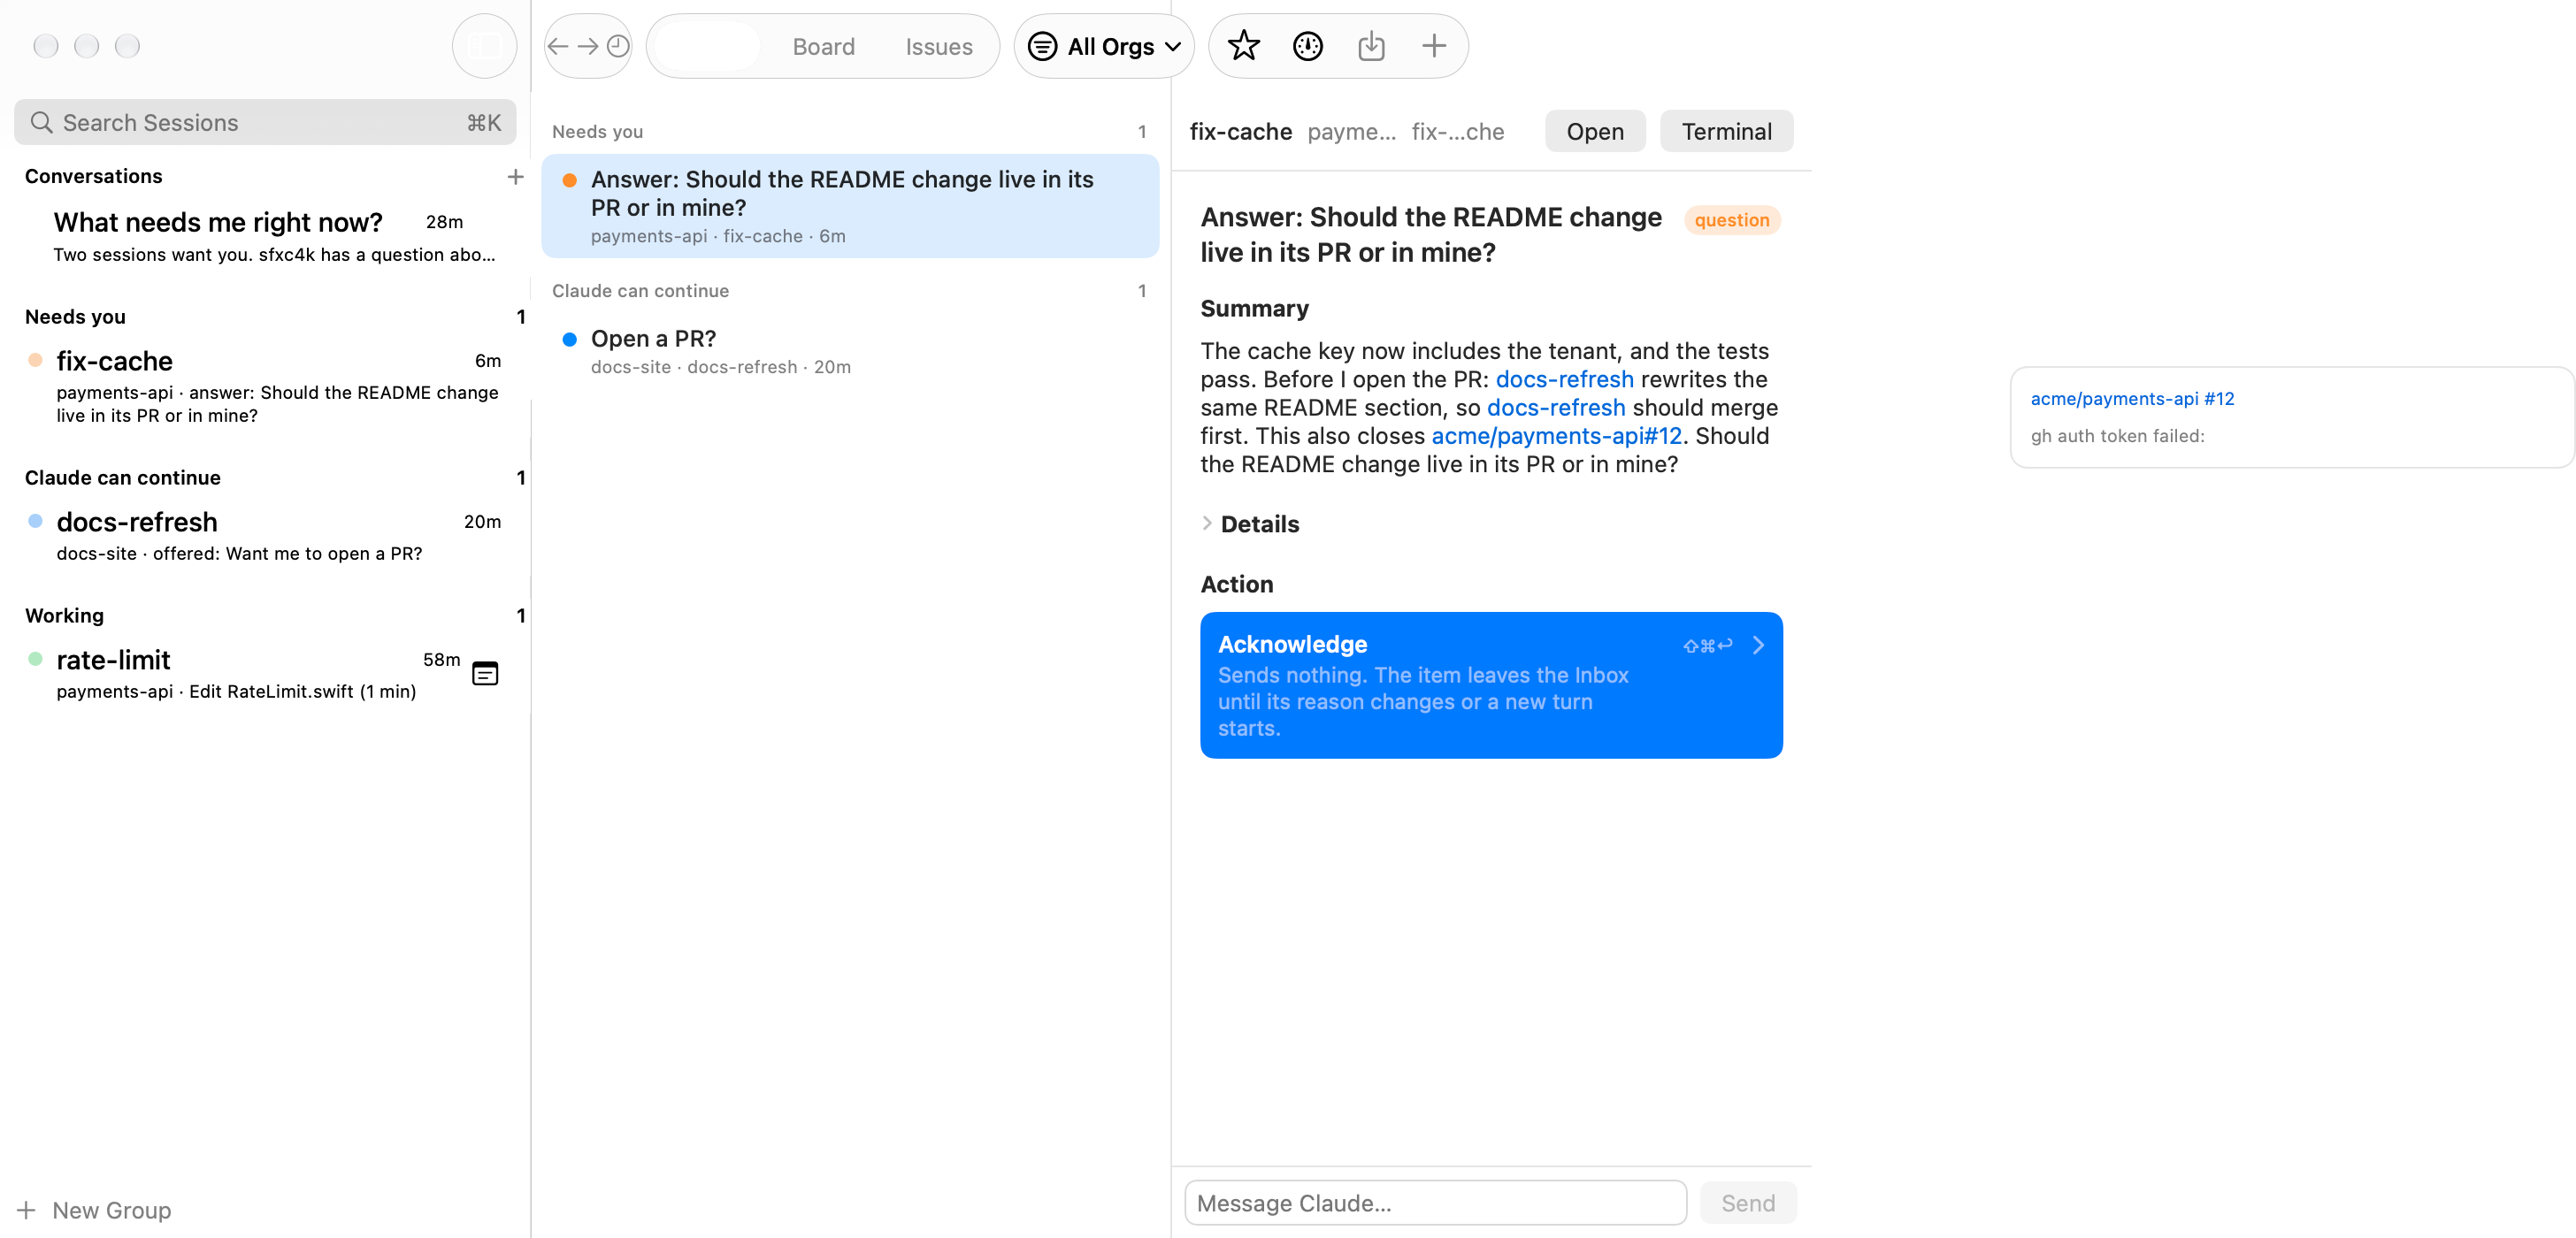 Search Sessions ⌘K
Conversations
What needs me right now? 28m
Two sessions want you. sfxc4k has a question abo...
Needs you 1
fix-cache 6m
payments-api · answer: Should the README change
live in its PR or in mine?
Claude can continue 1
docs-refresh 20m
docs-site · offered: Want me to open a PR?
Working 1
rate-limit 58m
payments-api · Edit RateLimit.swift (1 min)
New Group
Board Issues All Orgs
Needs you 1
Answer: Should the README change live in its
PR or in mine?
payments-api · fix-cache · 6m
Claude can continue 1
Open a PR?
docs-site · docs-refresh · 20m
fix-cache payme... fix-...che Open Terminal
Answer: Should the README change question
live in its PR or in mine?
Summary
The cache key now includes the tenant, and the tests
pass. Before I open the PR: docs-refresh rewrites the
same README section, so docs-refresh should merge
first. This also closes acme/payments-api#12. Should
the README change live in its PR or in mine?
Details
Action
Acknowledge ⇧⌘↩
Sends nothing. The item leaves the Inbox
until its reason changes or a new turn
starts.
Message Claude... Send
acme/payments-api #12
gh auth token failed: